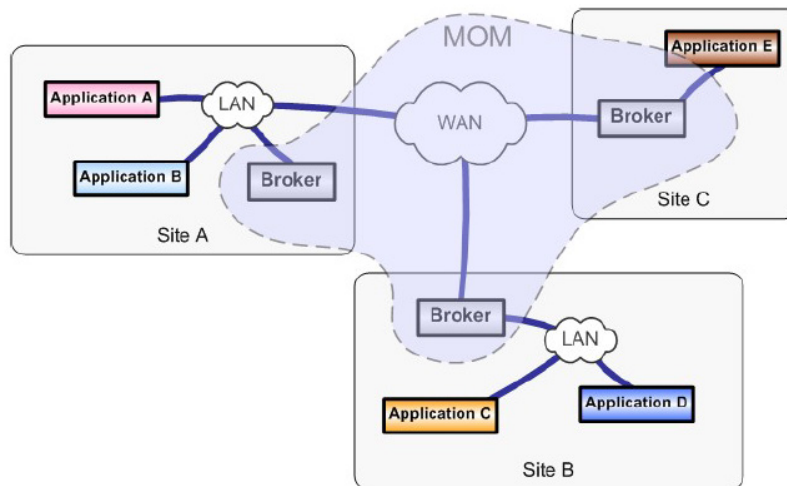 MOM
Application E
Application A
LAN
WAN
Broker
Application B
Broker
Site C
Site A
Broker
LAN
Application C
Application D
Site B